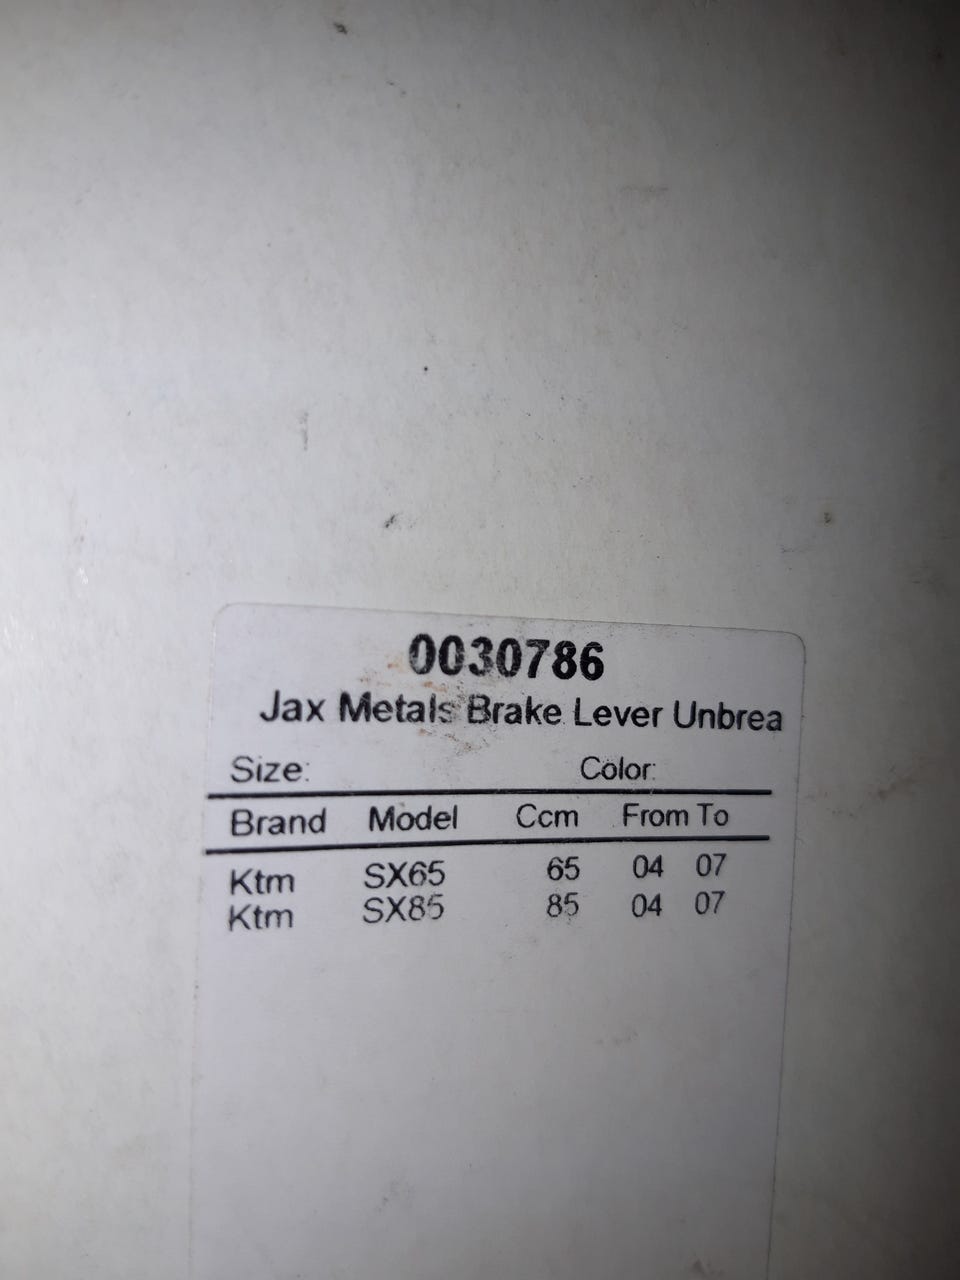 0030786
Jax Metals Brake Lever Unbrea
Size: Color:
Brand Model Ccm From To
Ktm SX65 65 04 07
Ktm SX85 85 04 07